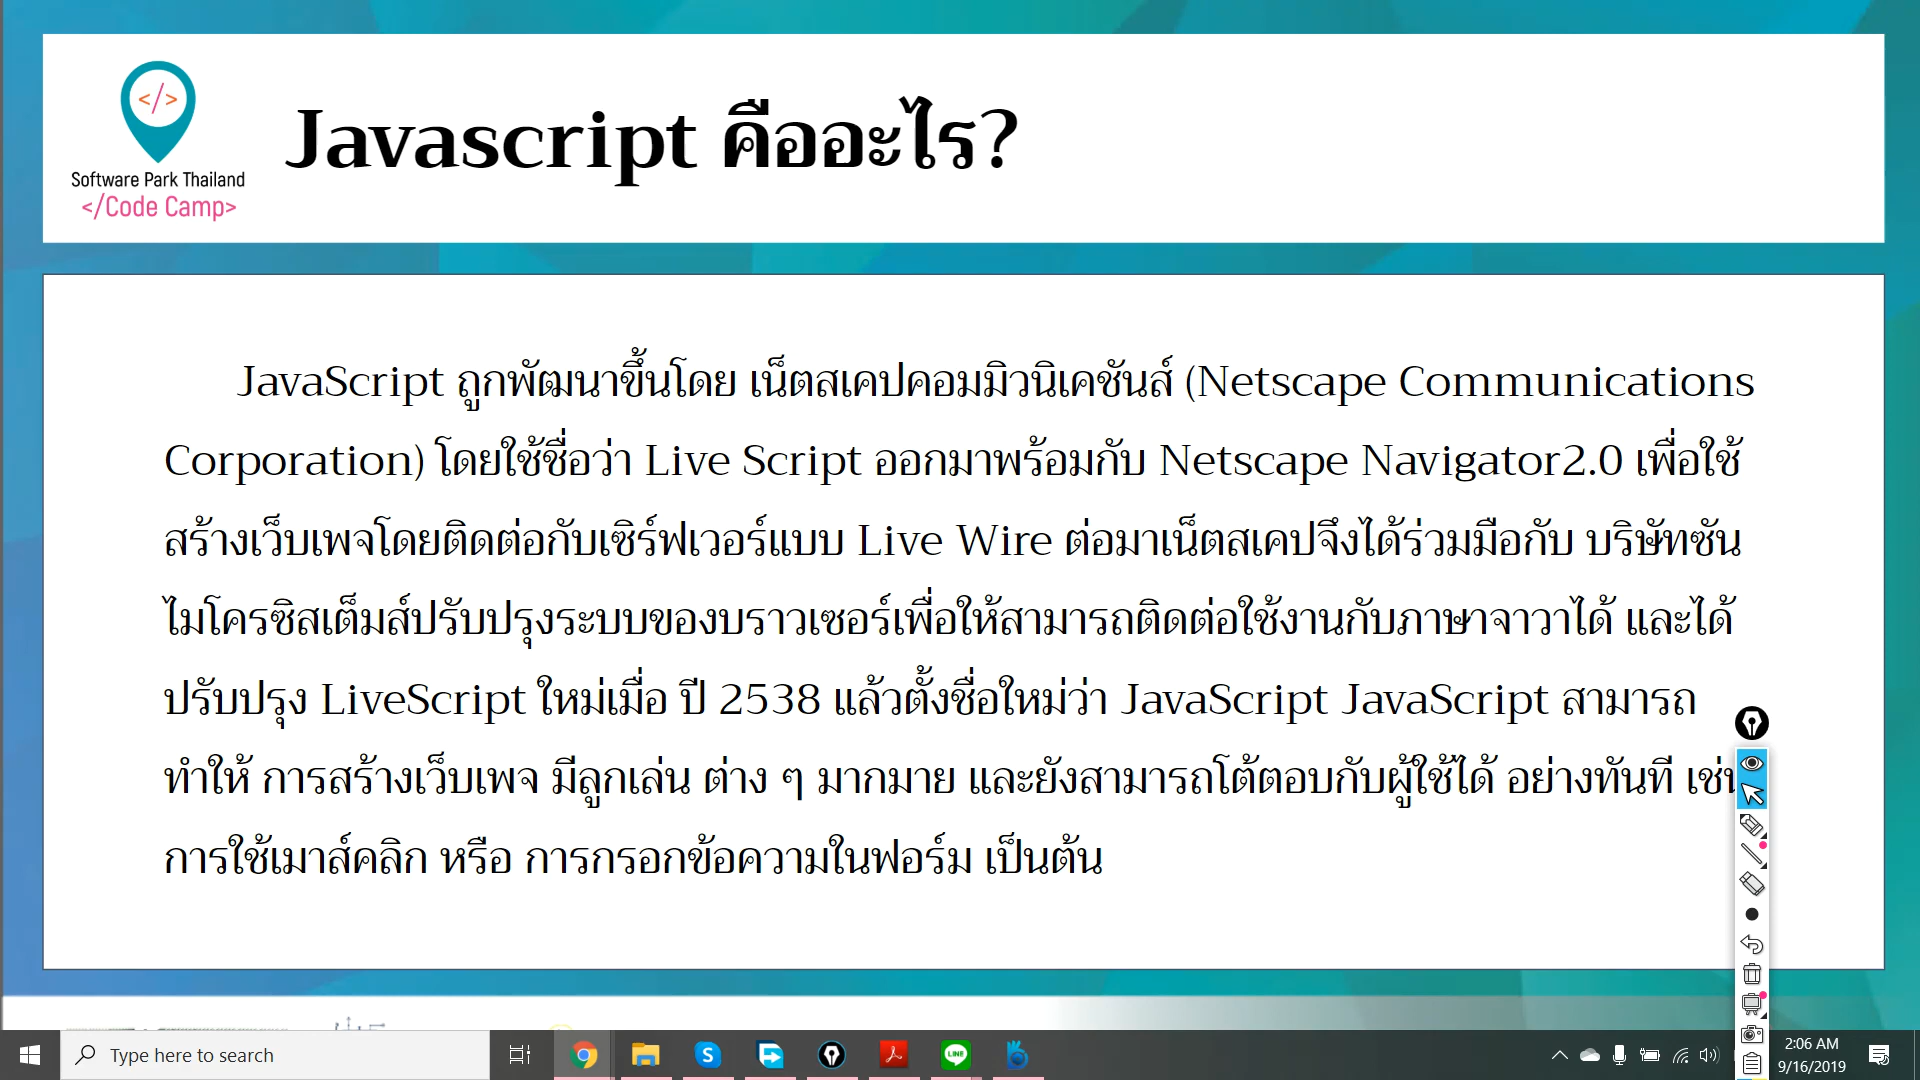 </>
Software Park Thailand
</Code Camp>
Javascript คืออะไร?
JavaScript ถูกพัฒนาขึ้นโดย เน็ตสเคปคอมมิวนิเคชันส์ (Netscape Communications
Corporation) โดยใช้ชื่อว่า Live Script ออกมาพร้อมกับ Netscape Navigator2.0 เพื่อใช้
สร้างเว็บเพจโดยติดต่อกับเซิร์ฟเวอร์แบบ Live Wire ต่อมาเน็ตสเคปจึงได้ร่วมมือกับ บริษัทซัน
ไมโครซิสเต็มส์ปรับปรุงระบบของบราวเซอร์เพื่อให้สามารถติดต่อใช้งานกับภาษาจาวาได้ และได้
ปรับปรุง LiveScript ใหม่เมื่อ ปี 2538 แล้วตั้งชื่อใหม่ว่า JavaScript JavaScript สามารถ
ทำให้ การสร้างเว็บเพจ มีลูกเล่น ต่าง ๆ มากมาย และยังสามารถโต้ตอบกับผู้ใช้ได้ อย่างทันที เช่น
การใช้เมาส์คลิก หรือ การกรอกข้อความในฟอร์ม เป็นต้น
Type here to search
LINE
2:06 AM
9/16/2019